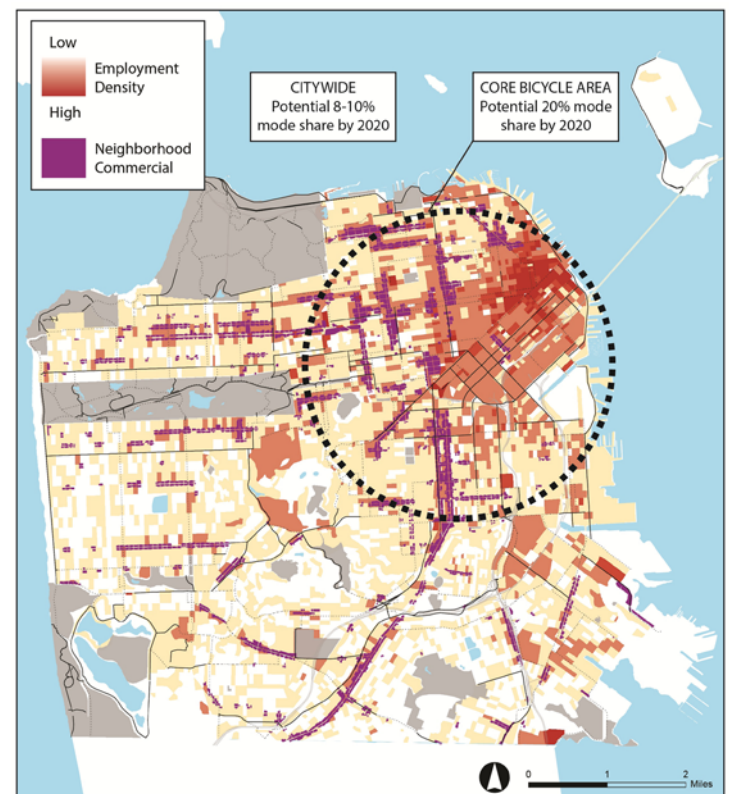 Low
Employment
Density
High
Neighborhood
Commercial
CITYWIDE
Potential 8-10%
mode share by 2020
CORE BICYCLE AREA
Potential 20% mode
share by 2020
0 1 2
Miles